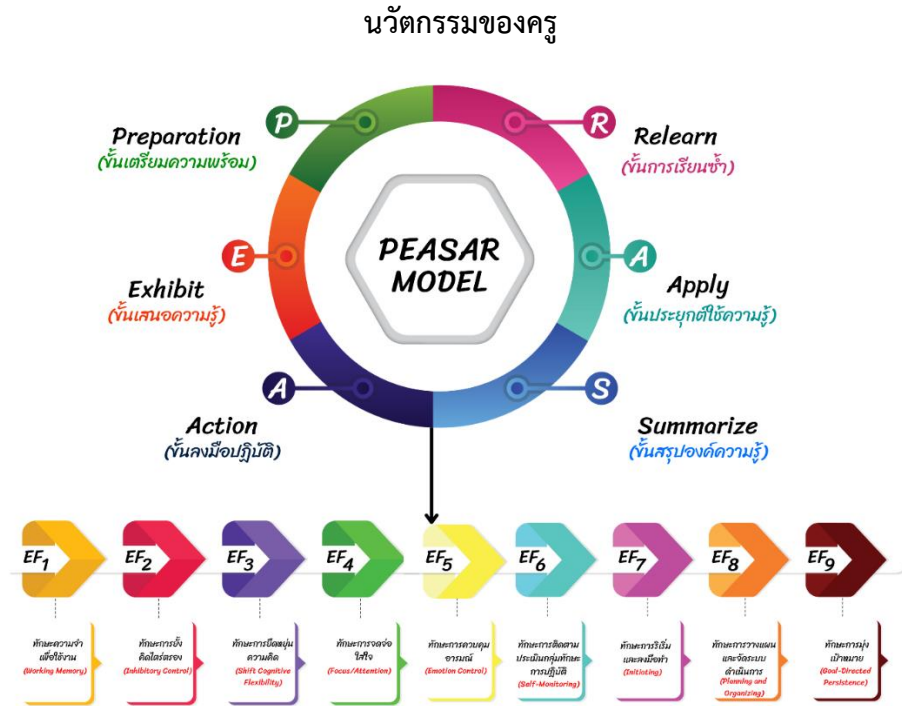 นวัตกรรมของครู
P
Preparation
(ขั้นเตรียมความพร้อม)
E
Exhibit
(ขั้นเสนอความรู้)
A
Action
(ขั้นลงมือปฏิบัติ)
PEASAR
MODEL
R
Relearn
(ขั้นการเรียนซ้ำ)
A
Apply
(ขั้นประยุกต์ใช้ความรู้)
S
Summarize
(ขั้นสรุปองค์ความรู้)
EF1
ทักษะความจำ
เพื่อใช้งาน
(Working Memory)
EF2
ทักษะการยั้ง
คิดไตร่ตรอง
(Inhibitory Control)
EF3
ทักษะการยืดหยุ่น
ความคิด
(Shift Cognitive
Flexibility)
EF4
ทักษะการจดจ่อ
ใส่ใจ
(Focus/Attention)
EF5
ทักษะการควบคุม
อารมณ์
(Emotion Control)
EF6
ทักษะการติดตาม
ประเมินกลุ่มทักษะ
การปฏิบัติ
(Self-Monitoring)
EF7
ทักษะการริเริ่ม
และลงมือทำ
(Initiating)
EF8
ทักษะการวางแผน
และจัดระบบ
ดำเนินการ
(Planning and
Organizing)
EF9
ทักษะการมุ่ง
เป้าหมาย
(Goal-Directed
Persistence)